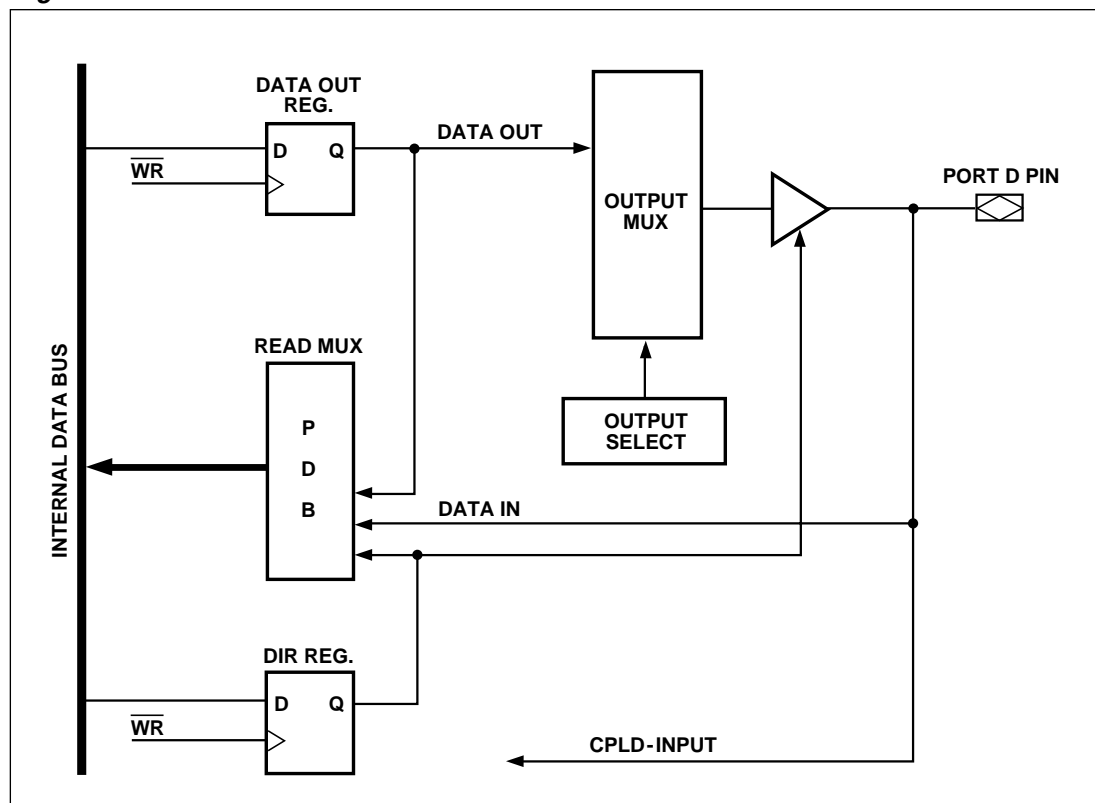 DATA OUT
REG.
D Q
WR
DATA OUT
OUTPUT
MUX
PORT D PIN
INTERNAL DATA BUS
READ MUX
P
D
B
OUTPUT
SELECT
DATA IN
DIR REG.
D Q
WR
CPLD-INPUT